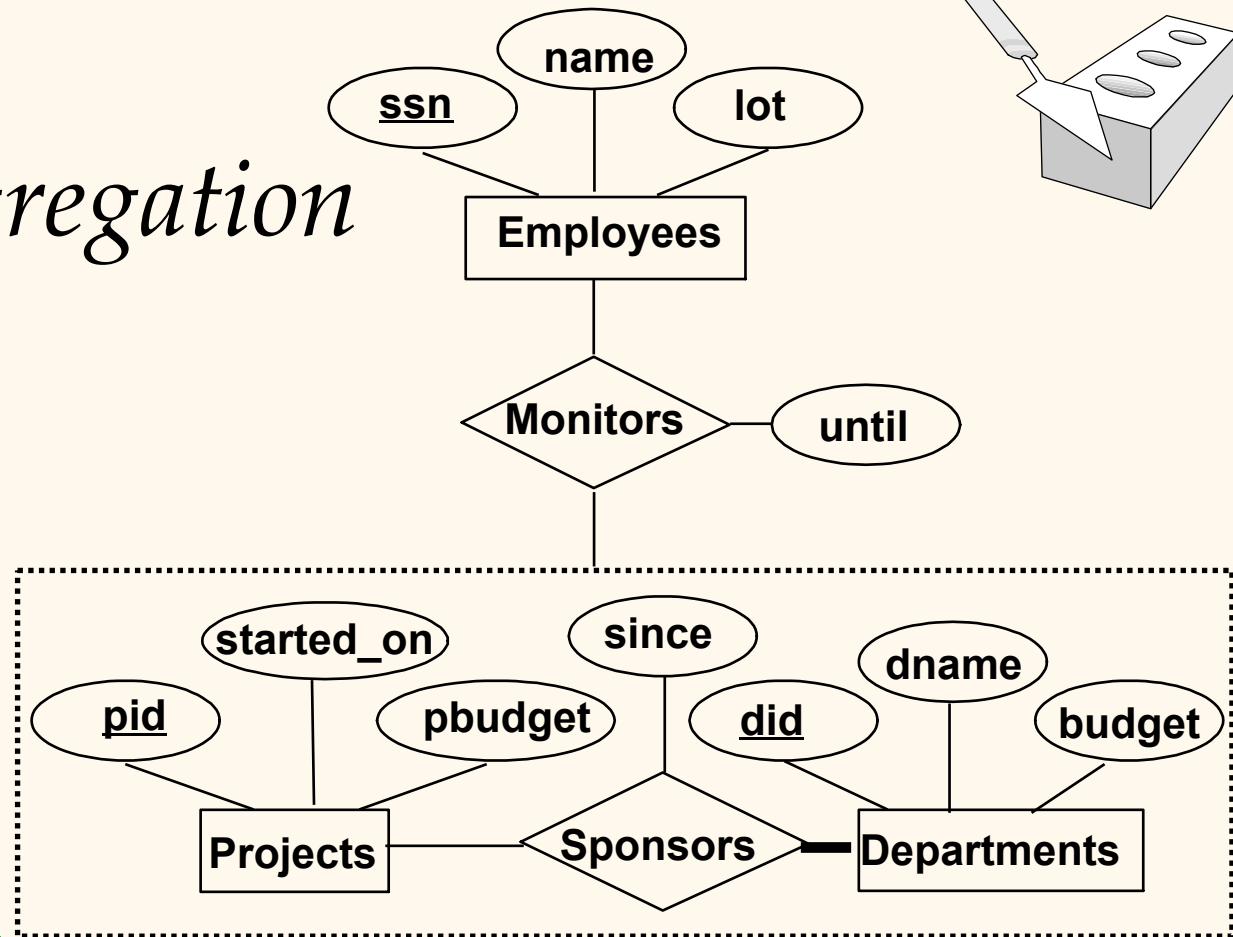 name
ssn
lot
regation
Employees
Monitors
until
started_on
since
dname
pid
pbudget
did
budget
Projects
Sponsors
Departments